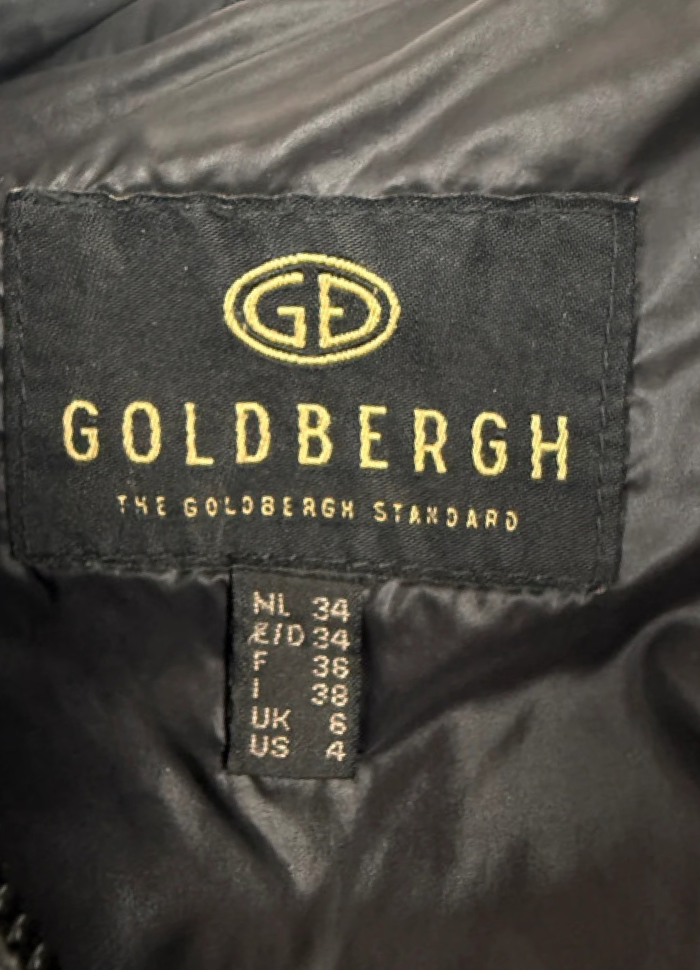 GD
GOLDBERGH
THE GOLDBERGH STANDARD
NL 34
Æ/D 34
F 36
I 38
UK 6
US 4